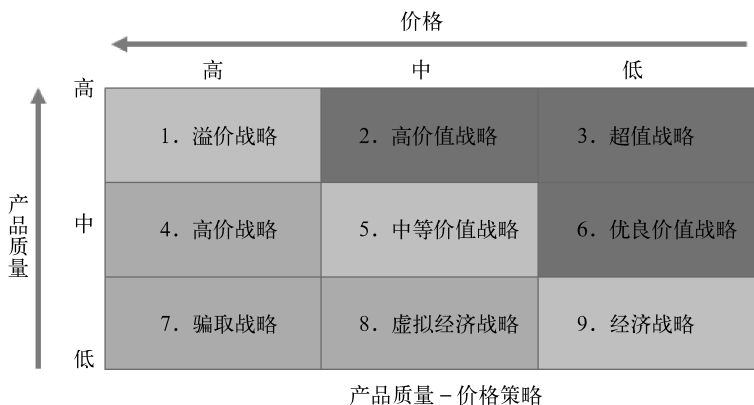 价格
高 中 低
高
1. 溢价战略 2. 高价值战略 3. 超值战略
产品质量
中
4. 高价战略 5. 中等价值战略 6. 优良价值战略
7. 骗取战略 8. 虚拟经济战略 9. 经济战略
低
产品质量－价格策略